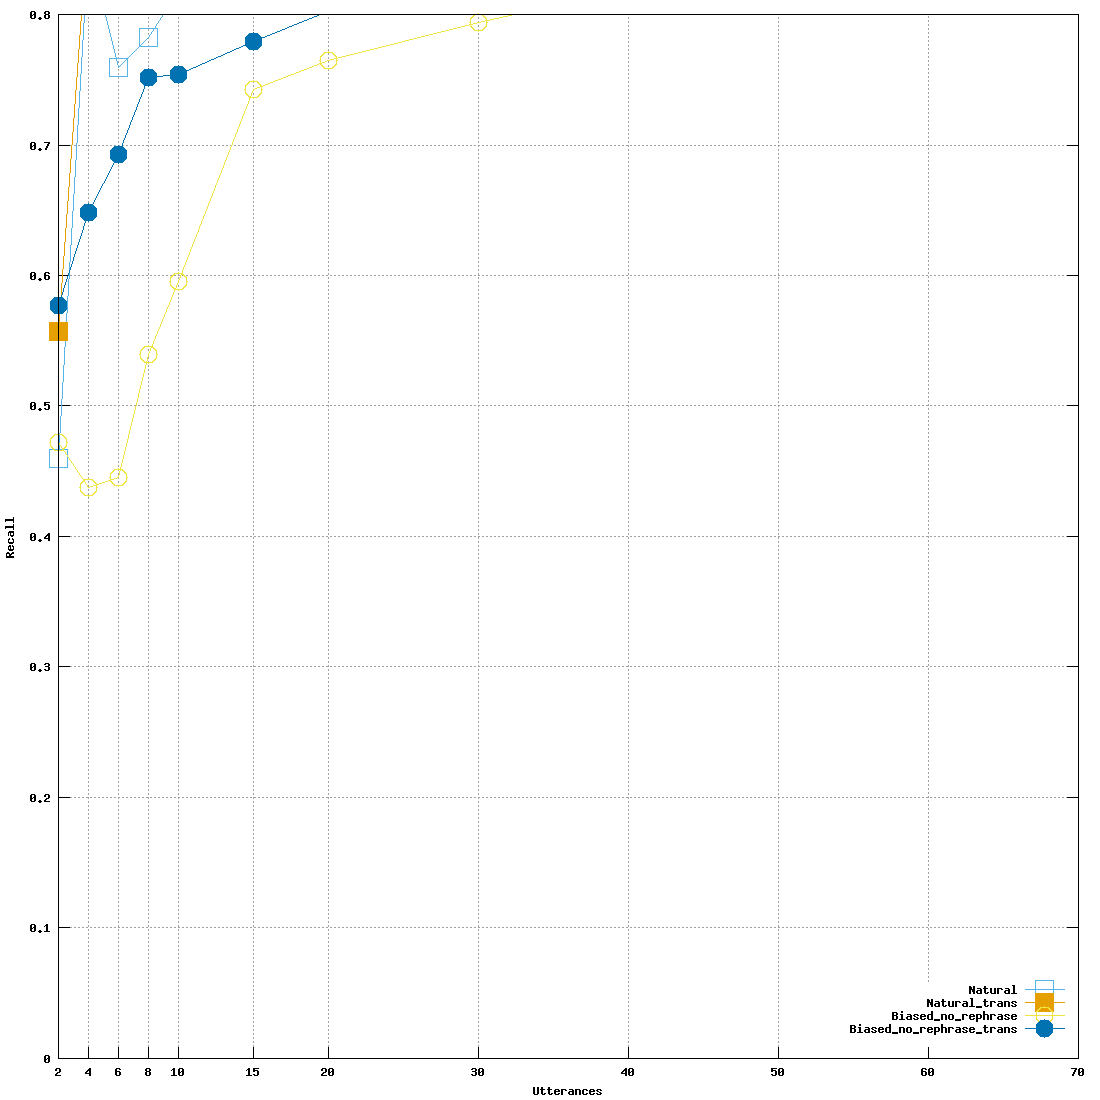 0.8
0.7
0.6
0.5
0.4
0.3
0.2
0.1
0
Recall
2 4 6 8 10 15 20 30 40 50 60 70
Utterances
Natural
Natural_trans
Biased_no_rephrase
Biased_no_rephrase_trans